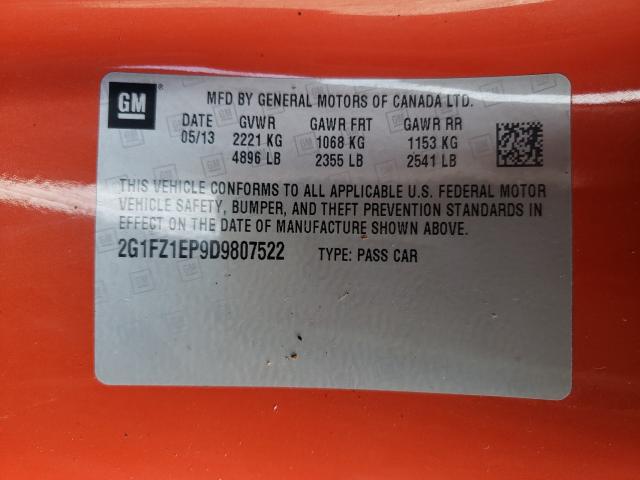 GM
MFD BY GENERAL MOTORS OF CANADA LTD.
DATE GVWR GAWR FRT GAWR RR
05/13 2221 KG 1068 KG 1153 KG
4896 LB 2355 LB 2541 LB
THIS VEHICLE CONFORMS TO ALL APPLICABLE U.S. FEDERAL MOTOR
VEHICLE SAFETY, BUMPER, AND THEFT PREVENTION STANDARDS IN
EFFECT ON THE DATE OF MANUFACTURE SHOWN ABOVE.
2G1FZ1EP9D9807522 TYPE: PASS CAR